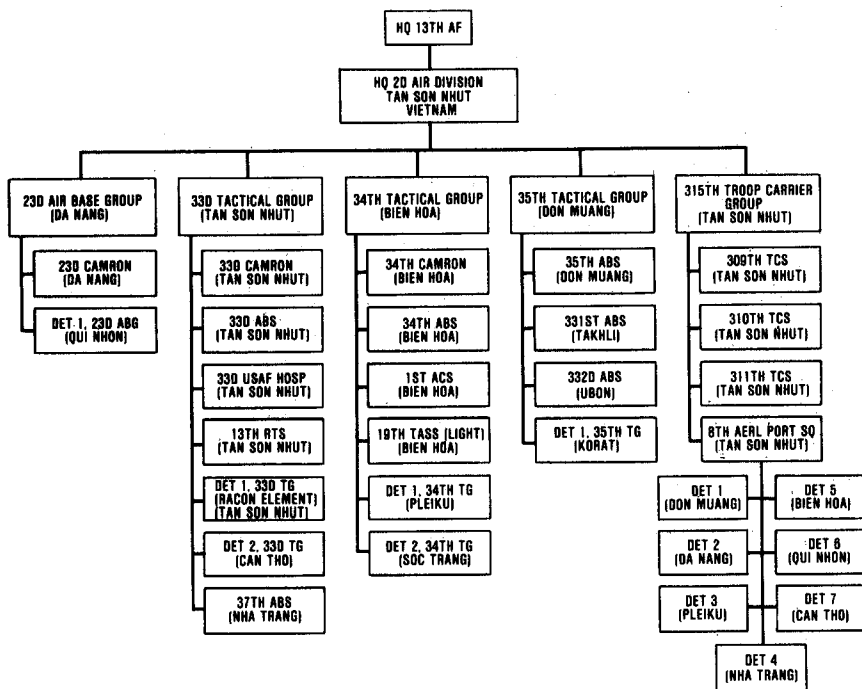 HQ 13TH AF
HQ 2D AIR DIVISION
TAN SON NHUT
VIETNAM
23D AIR BASE GROUP
(DA NANG)
23D CAMRON
(DA NANG)
DET 1, 23D ABG
(QUI NHON)
33D TACTICAL GROUP
(TAN SON NHUT)
33D CAMRON
(TAN SON NHUT)
33D ABS
(TAN SON NHUT)
33D USAF HOSP
(TAN SON NHUT)
13TH RTS
(TAN SON NHUT)
DET 1, 33D TG
(RACON ELEMENT)
(TAN SON NHUT)
DET 2, 33D TG
(CAN THO)
37TH ABS
(NHA TRANG)
34TH TACTICAL GROUP
(BIEN HOA)
34TH CAMRON
(BIEN HOA)
34TH ABS
(BIEN HOA)
1ST ACS
(BIEN HOA)
19TH TASS (LIGHT)
(BIEN HOA)
DET 1, 34TH TG
(PLEIKU)
DET 2, 34TH TG
(SOC TRANG)
35TH TACTICAL GROUP
(DON MUANG)
35TH ABS
(DON MUANG)
331ST ABS
(TAKHLI)
332D ABS
(UBON)
DET 1, 35TH TG
(KORAT)
315TH TROOP CARRIER
GROUP
(TAN SON NHUT)
309TH TCS
(TAN SON NHUT)
310TH TCS
(TAN SON NHUT)
311TH TCS
(TAN SON NHUT)
8TH AERL PORT SQ
(TAN SON NHUT)
DET 1
(DON MUANG)
DET 5
(BIEN HOA)
DET 2
(DA NANG)
DET 6
(QUI NHON)
DET 3
(PLEIKU)
DET 7
(CAN THO)
DET 4
(NHA TRANG)